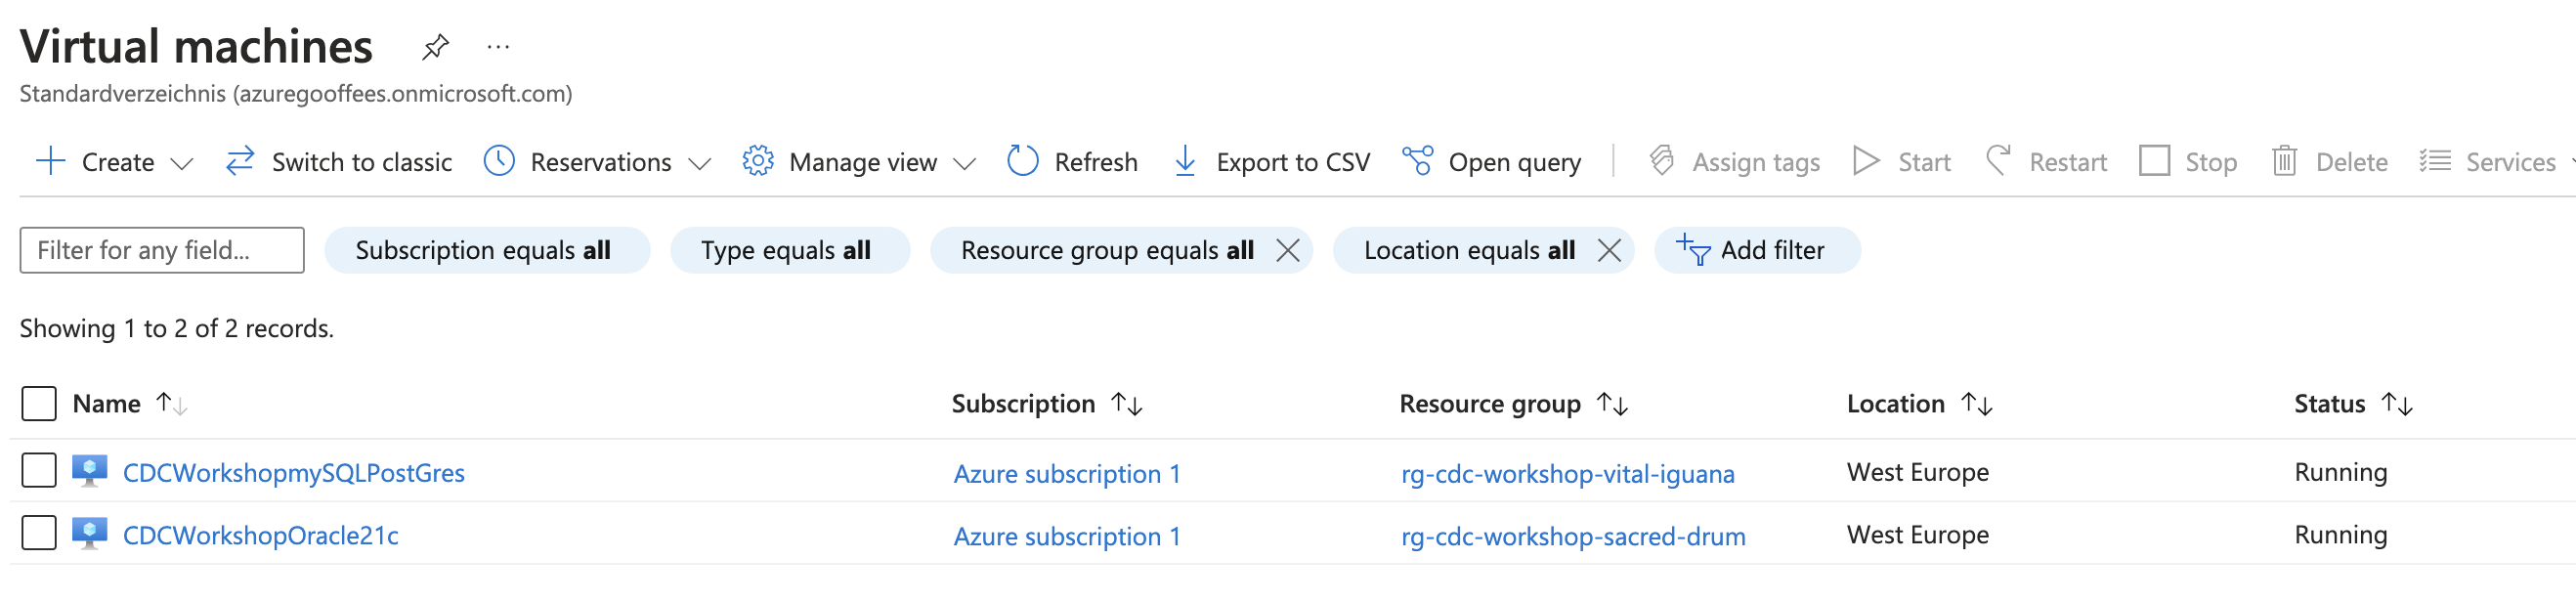 Virtual machines
Standardverzeichnis (azuregooffees.onmicrosoft.com)
Create Switch to classic Reservations Manage view Refresh Export to CSV Open query Assign tags Start Restart Stop Delete Services
Filter for any field... Subscription equals all Type equals all Resource group equals all Location equals all Add filter
Showing 1 to 2 of 2 records.
Name Subscription Resource group Location Status
CDCWorkshopmySQLPostGres Azure subscription 1 rg-cdc-workshop-vital-iguana West Europe Running
CDCWorkshopOracle21c Azure subscription 1 rg-cdc-workshop-sacred-drum West Europe Running